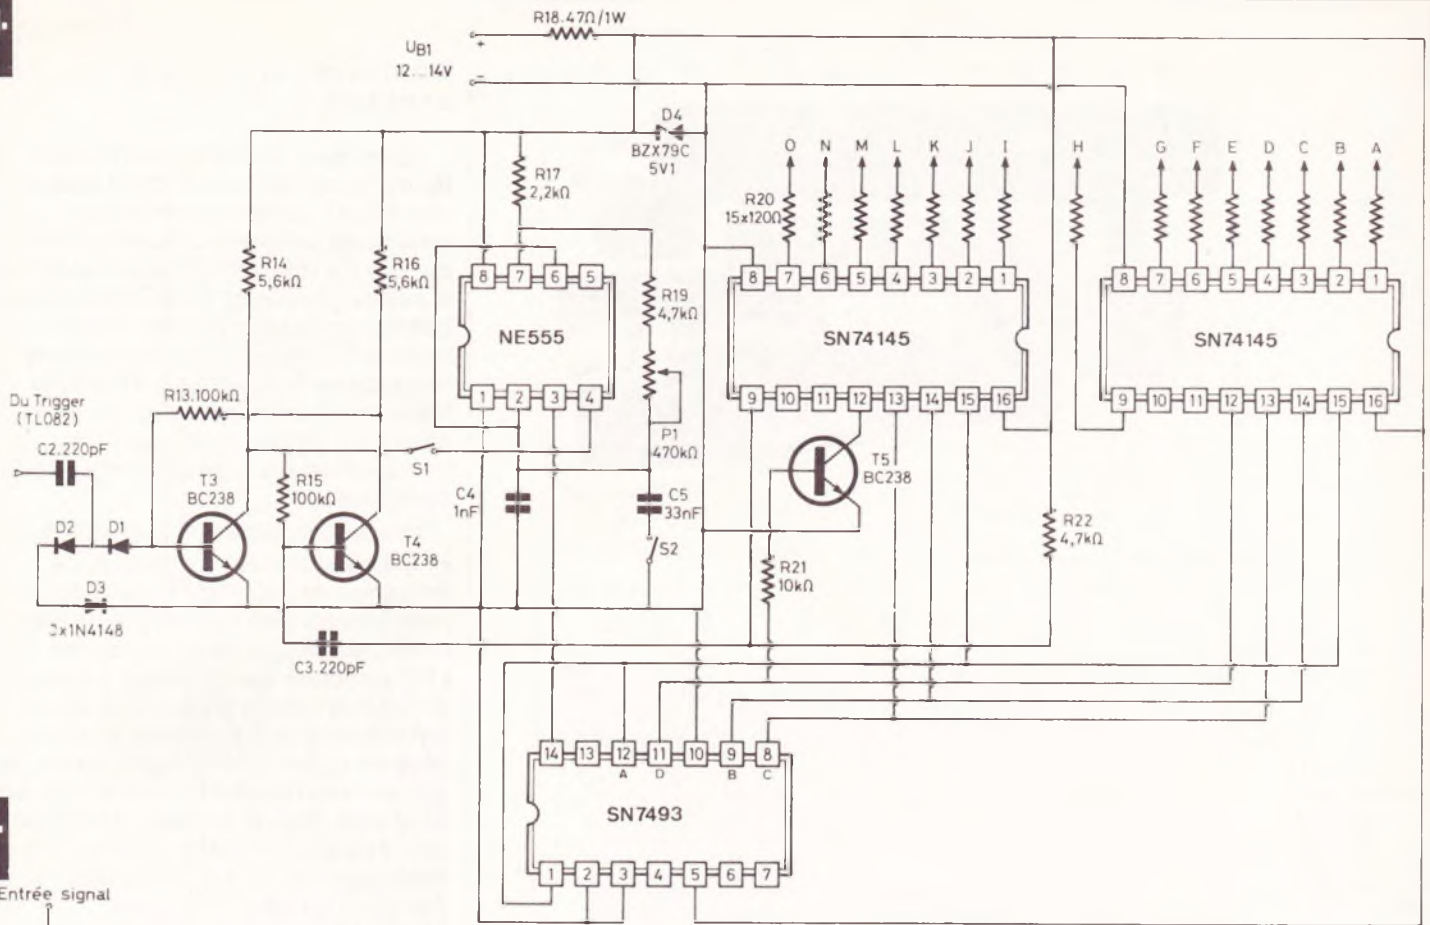 R18.47Ω/1W
UB1
12...14V
+
−
D4
BZX79C
5V1
R17
2,2kΩ
O N M L K J I H G F E D C B A
R20
15x120Ω
R14
5,6kΩ
R16
5,6kΩ
8 7 6 5
NE555
1 2 3 4
R19
4,7kΩ
P1
470kΩ
8 7 6 5 4 3 2 1
SN74145
9 10 11 12 13 14 15 16
8 7 6 5 4 3 2 1
SN74145
9 10 11 12 13 14 15 16
Du Trigger
(TL082)
R13.100kΩ
C2.220pF
S1
T3
BC238
R15
100kΩ
C4
1nF
C5
33nF
T5
BC238
D2 D1
T4
BC238
S2
R22
4,7kΩ
R21
10kΩ
D3
3x1N4148
C3.220pF
14 13 12 11 10 9 8
A D B C
SN7493
1 2 3 4 5 6 7
Entrée signal